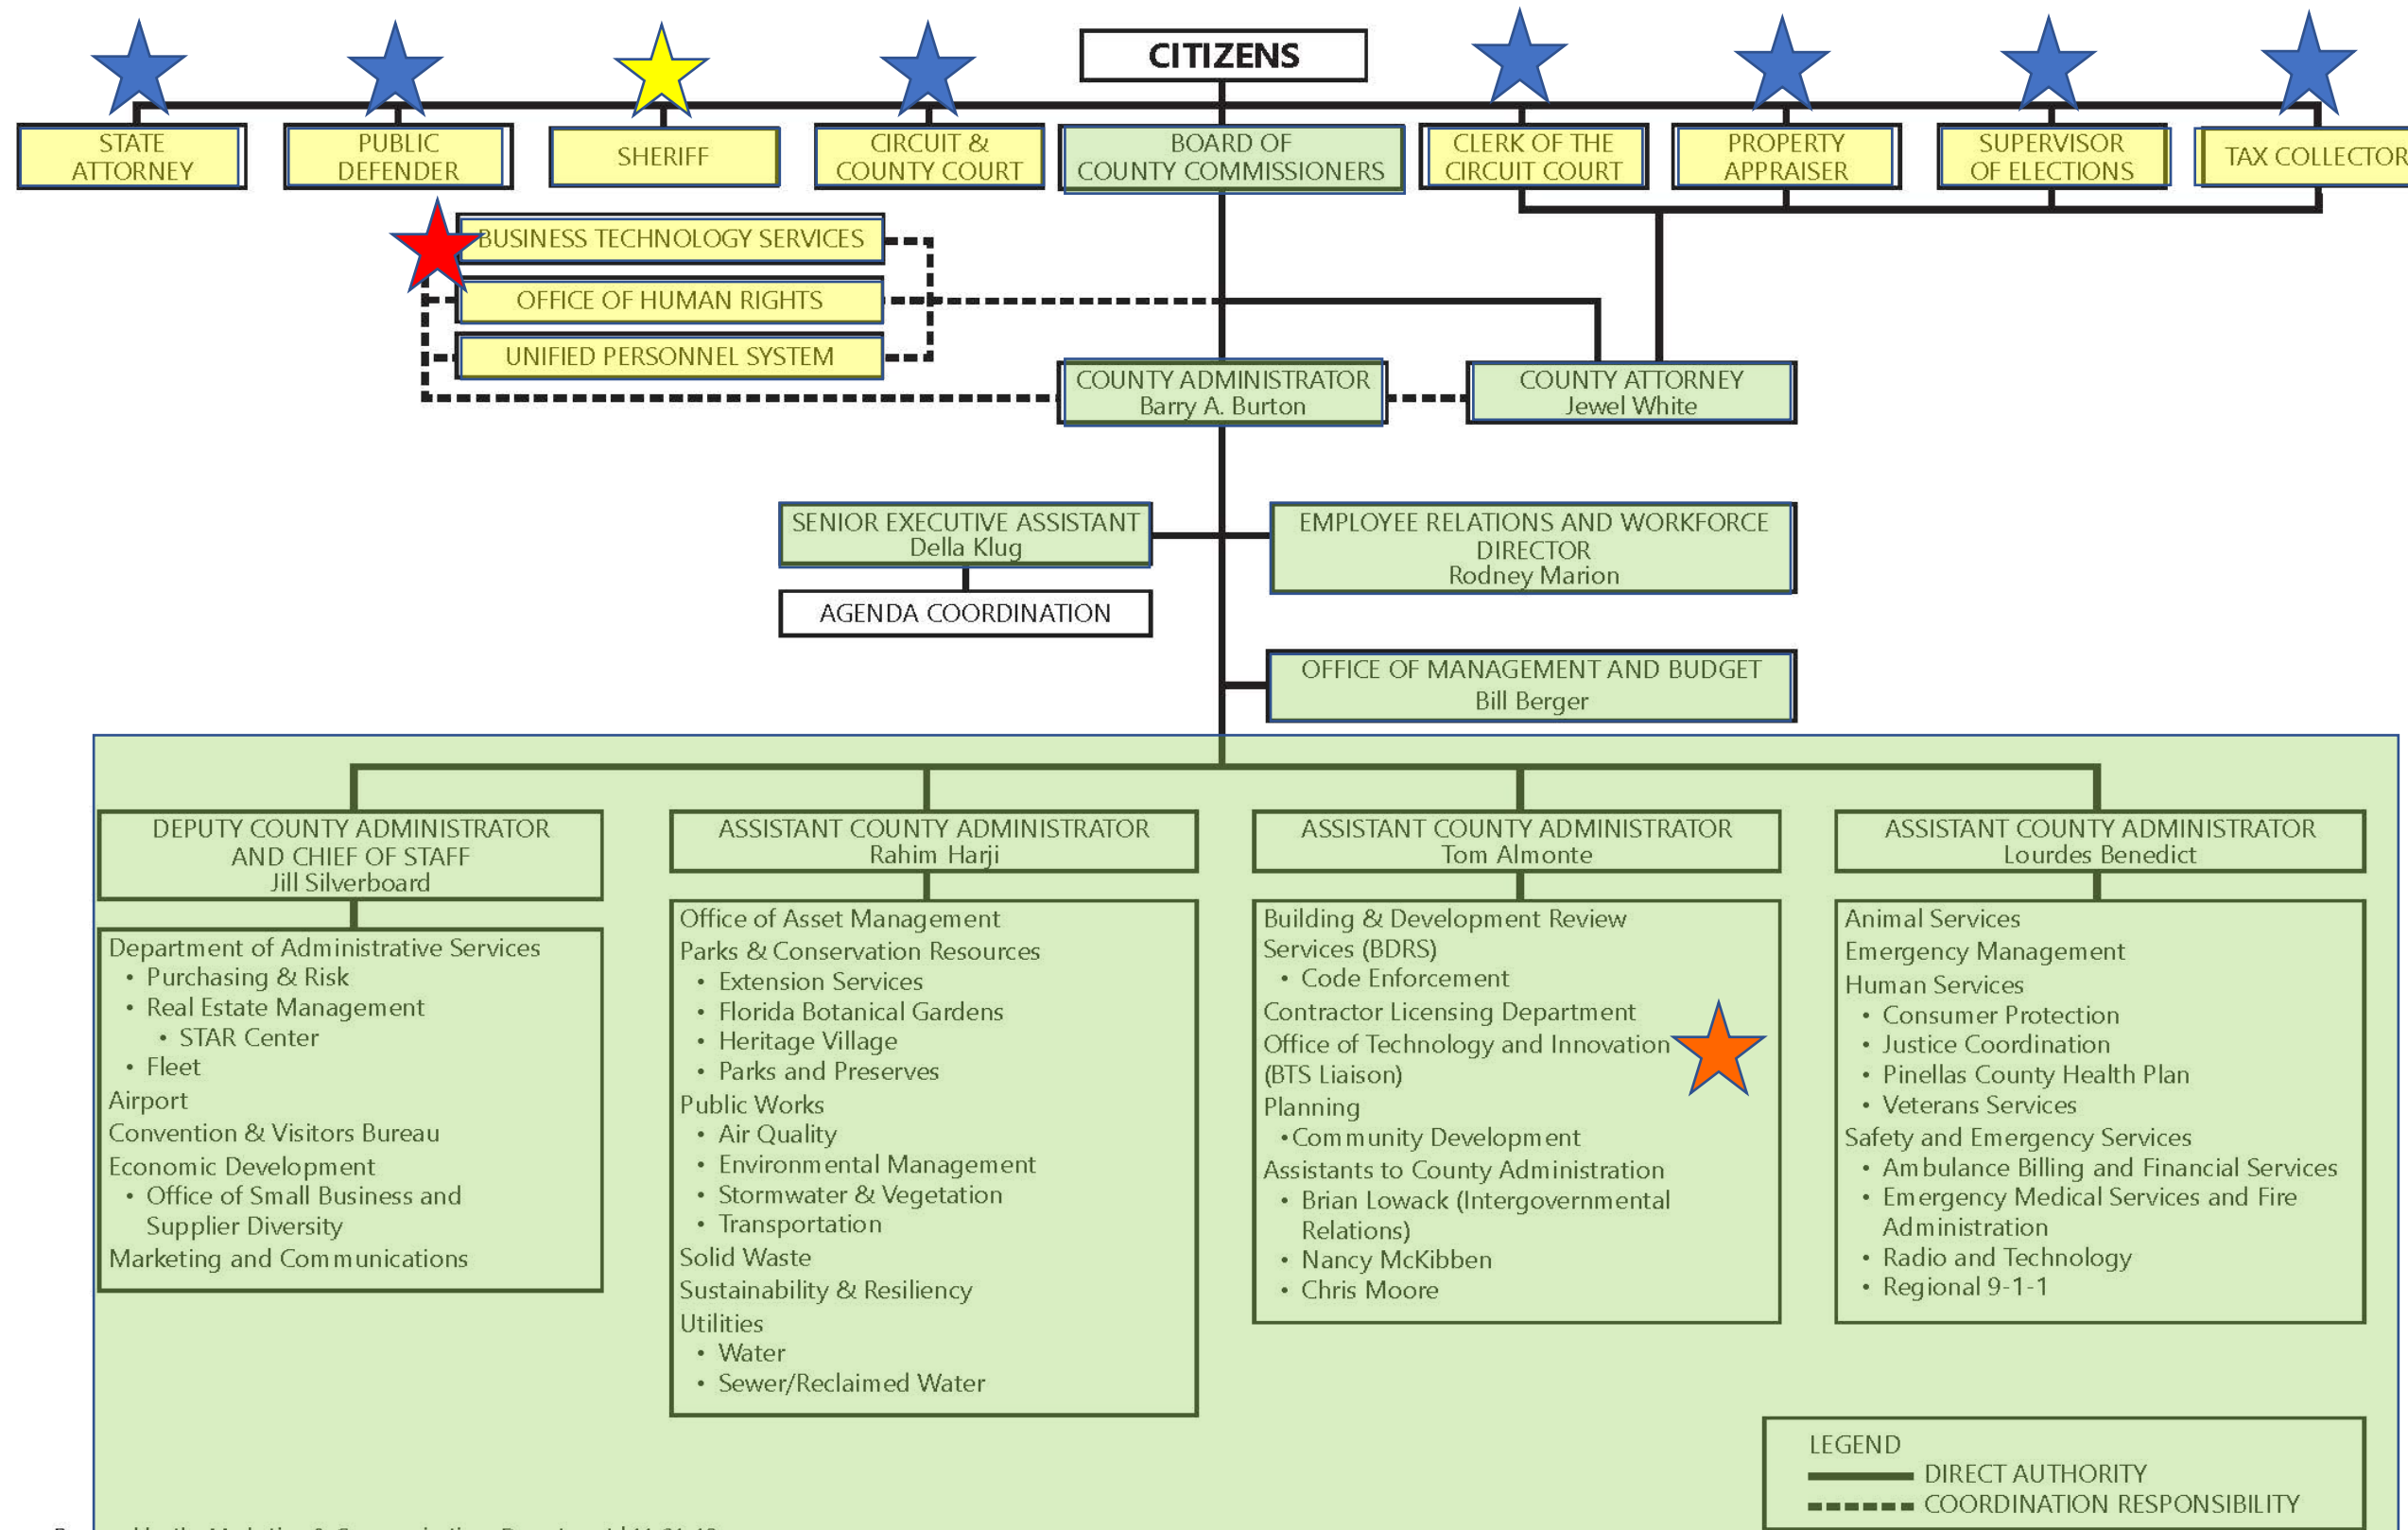 CITIZENS
STATE
ATTORNEY
PUBLIC
DEFENDER
SHERIFF
CIRCUIT &
COUNTY COURT
BOARD OF
COUNTY COMMISSIONERS
CLERK OF THE
CIRCUIT COURT
PROPERTY
APPRAISER
SUPERVISOR
OF ELECTIONS
TAX COLLECTOR
BUSINESS TECHNOLOGY SERVICES
OFFICE OF HUMAN RIGHTS
UNIFIED PERSONNEL SYSTEM
COUNTY ADMINISTRATOR
Barry A. Burton
COUNTY ATTORNEY
Jewel White
SENIOR EXECUTIVE ASSISTANT
Della Klug
AGENDA COORDINATION
EMPLOYEE RELATIONS AND WORKFORCE
DIRECTOR
Rodney Marion
OFFICE OF MANAGEMENT AND BUDGET
Bill Berger
DEPUTY COUNTY ADMINISTRATOR
AND CHIEF OF STAFF
Jill Silverboard
Department of Administrative Services
• Purchasing & Risk
• Real Estate Management
• STAR Center
• Fleet
Airport
Convention & Visitors Bureau
Economic Development
• Office of Small Business and
Supplier Diversity
Marketing and Communications
ASSISTANT COUNTY ADMINISTRATOR
Rahim Harji
Office of Asset Management
Parks & Conservation Resources
• Extension Services
• Florida Botanical Gardens
• Heritage Village
• Parks and Preserves
Public Works
• Air Quality
• Environmental Management
• Stormwater & Vegetation
• Transportation
Solid Waste
Sustainability & Resiliency
Utilities
• Water
• Sewer/Reclaimed Water
ASSISTANT COUNTY ADMINISTRATOR
Tom Almonte
Building & Development Review
Services (BDRS)
• Code Enforcement
Contractor Licensing Department
Office of Technology and Innovation
(BTS Liaison)
Planning
• Community Development
Assistants to County Administration
• Brian Lowack (Intergovernmental
Relations)
• Nancy McKibben
• Chris Moore
ASSISTANT COUNTY ADMINISTRATOR
Lourdes Benedict
Animal Services
Emergency Management
Human Services
• Consumer Protection
• Justice Coordination
• Pinellas County Health Plan
• Veterans Services
Safety and Emergency Services
• Ambulance Billing and Financial Services
• Emergency Medical Services and Fire
Administration
• Radio and Technology
• Regional 9-1-1
LEGEND
DIRECT AUTHORITY
COORDINATION RESPONSIBILITY